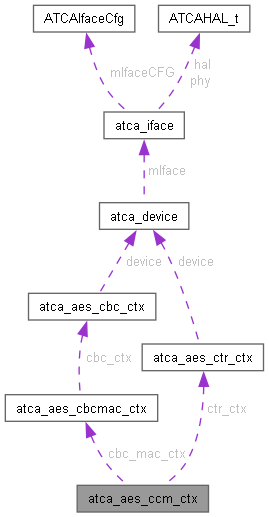 ATCAIfaceCfg
ATCAHAL_t
mIfaceCFG
hal
phy
atca_iface
mIface
atca_device
device
device
atca_aes_cbc_ctx
atca_aes_ctr_ctx
cbc_ctx
atca_aes_cbcmac_ctx
ctr_ctx
cbc_mac_ctx
atca_aes_ccm_ctx